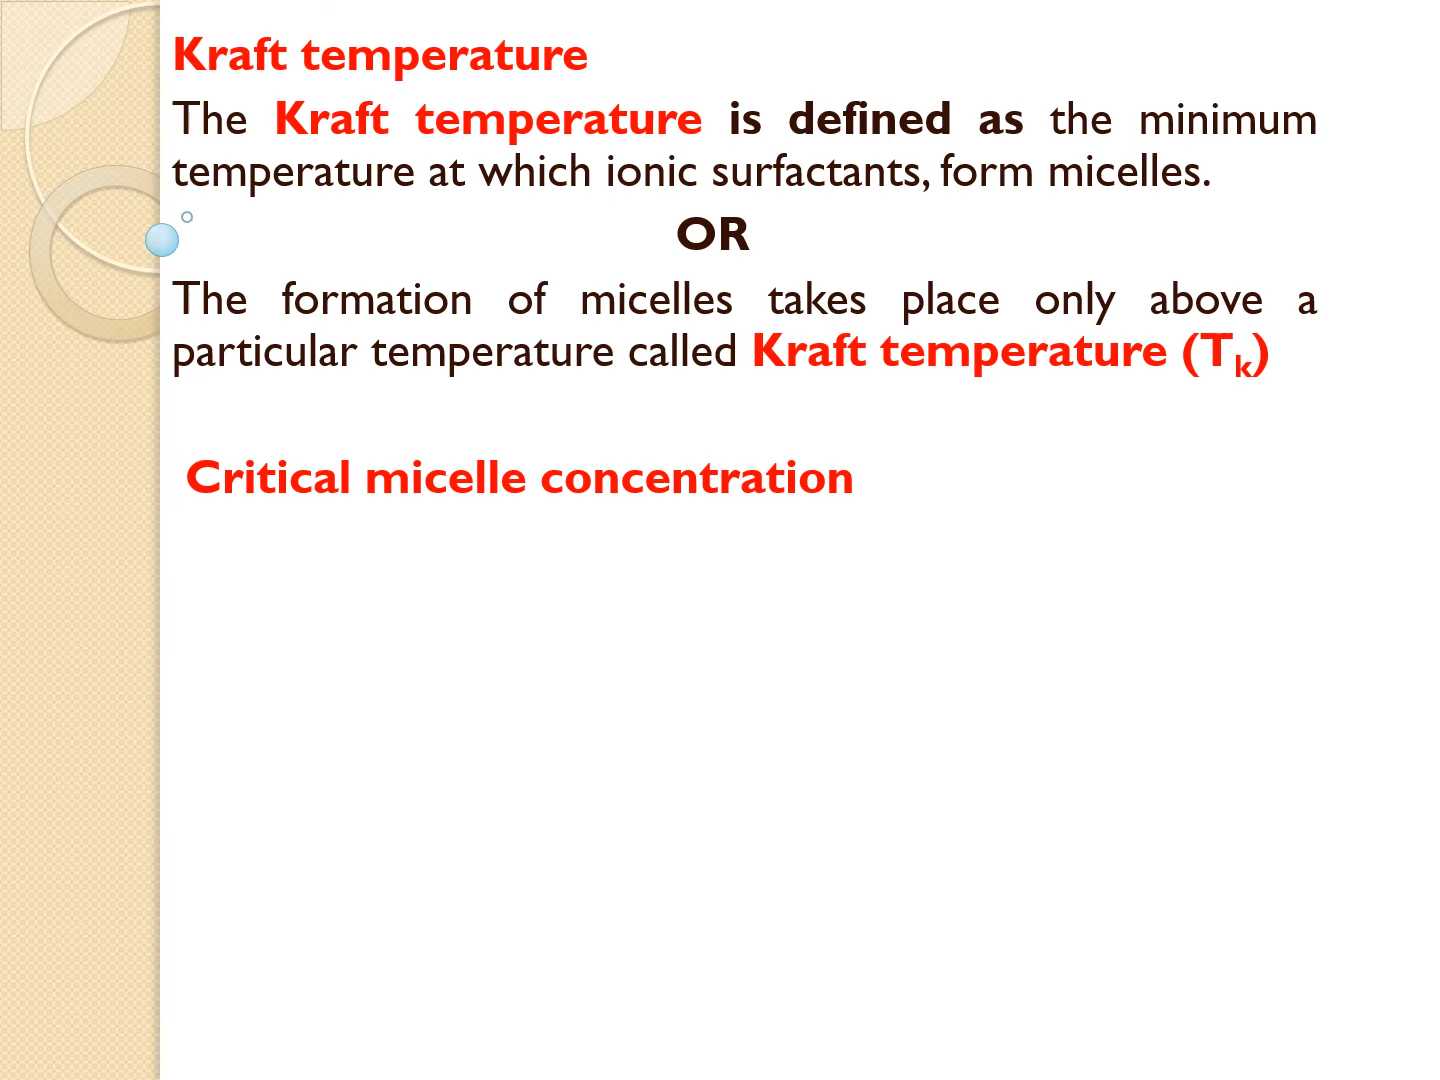 Kraft temperature
The Kraft temperature is defined as the minimum
temperature at which ionic surfactants, form micelles.
OR
The formation of micelles takes place only above a
particular temperature called Kraft temperature (Tk)
Critical micelle concentration